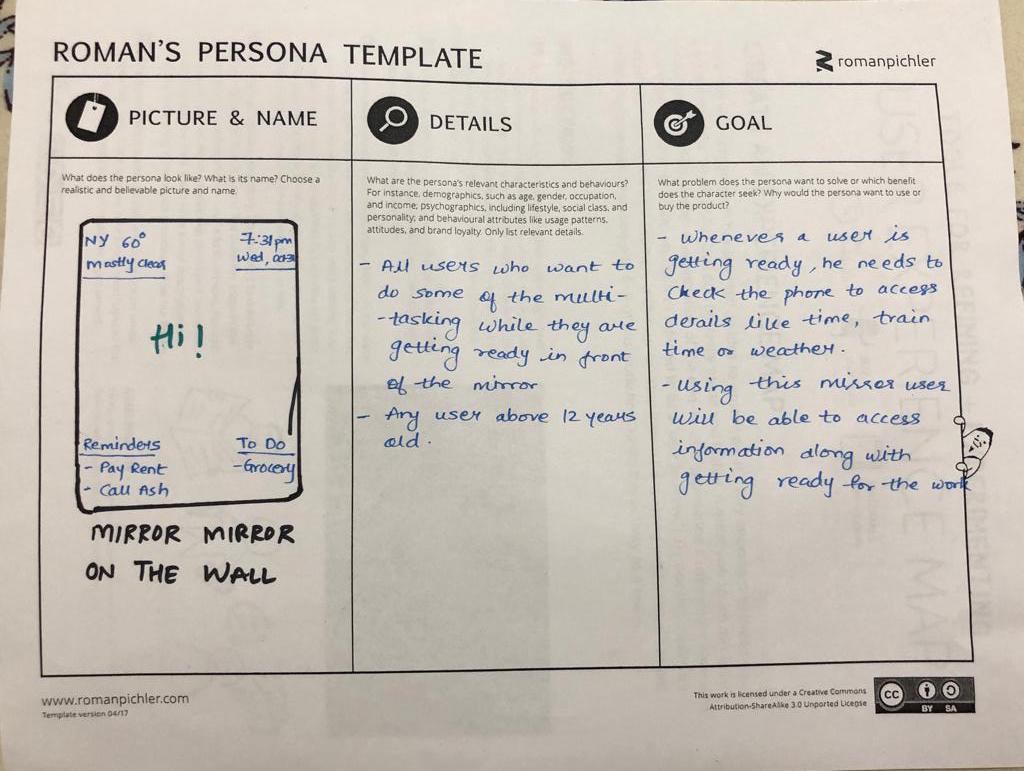 ROMAN'S PERSONA TEMPLATE
romanpichler
PICTURE & NAME
What does the persona look like? What is its name? Choose a
realistic and believable picture and name.
NY 60°
Mostly Clear
7:31pm
Wed,
Hi!
Reminders
- Pay Rent
- Call Ash
To Do
- Grocery
MIRROR MIRROR
ON THE WALL
DETAILS
What are the persona's relevant characteristics and behaviours?
For instance, demographics, such as age, gender, occupation,
and income; psychographics, including lifestyle, social class, and
personality; and behavioural attributes like usage patterns,
attitudes, and brand loyalty. Only list relevant details.
- All users who want to
do some of the multi-
-tasking while they are
getting ready in front
of the mirror
- Any user above 12 years
old.
GOAL
What problem does the persona want to solve or which benefit
does the character seek? Why would the persona want to use or
buy the product?
- Whenever a user is
getting ready, he needs to
check the phone to access
details like time, train
time or weather.
- Using this mirror user
will be able to access
information along with
getting ready for the work
www.romanpichler.com
Template version 04/17
This work is licensed under a Creative Commons
Attribution-ShareAlike 3.0 Unported License
CC
BY SA